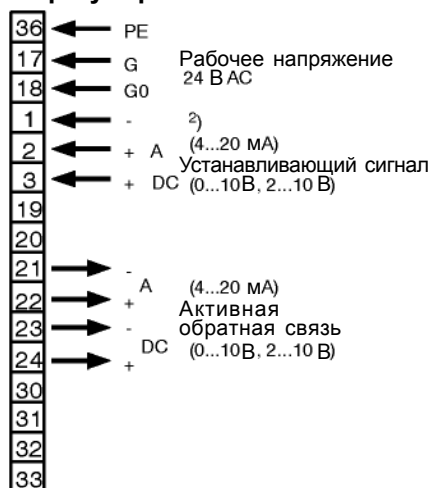 36 PE
17 G Рабочее напряжение
18 G0 24 В AC
1 - 2)
2 + A (4...20 мА)
3 + DC Устанавливающий сигнал
(0...10В, 2...10 В)
19
20
21 -
A (4...20 мА)
22 +
Активная
23 - обратная связь
DC (0...10В, 2...10 В)
24 +
30
31
32
33